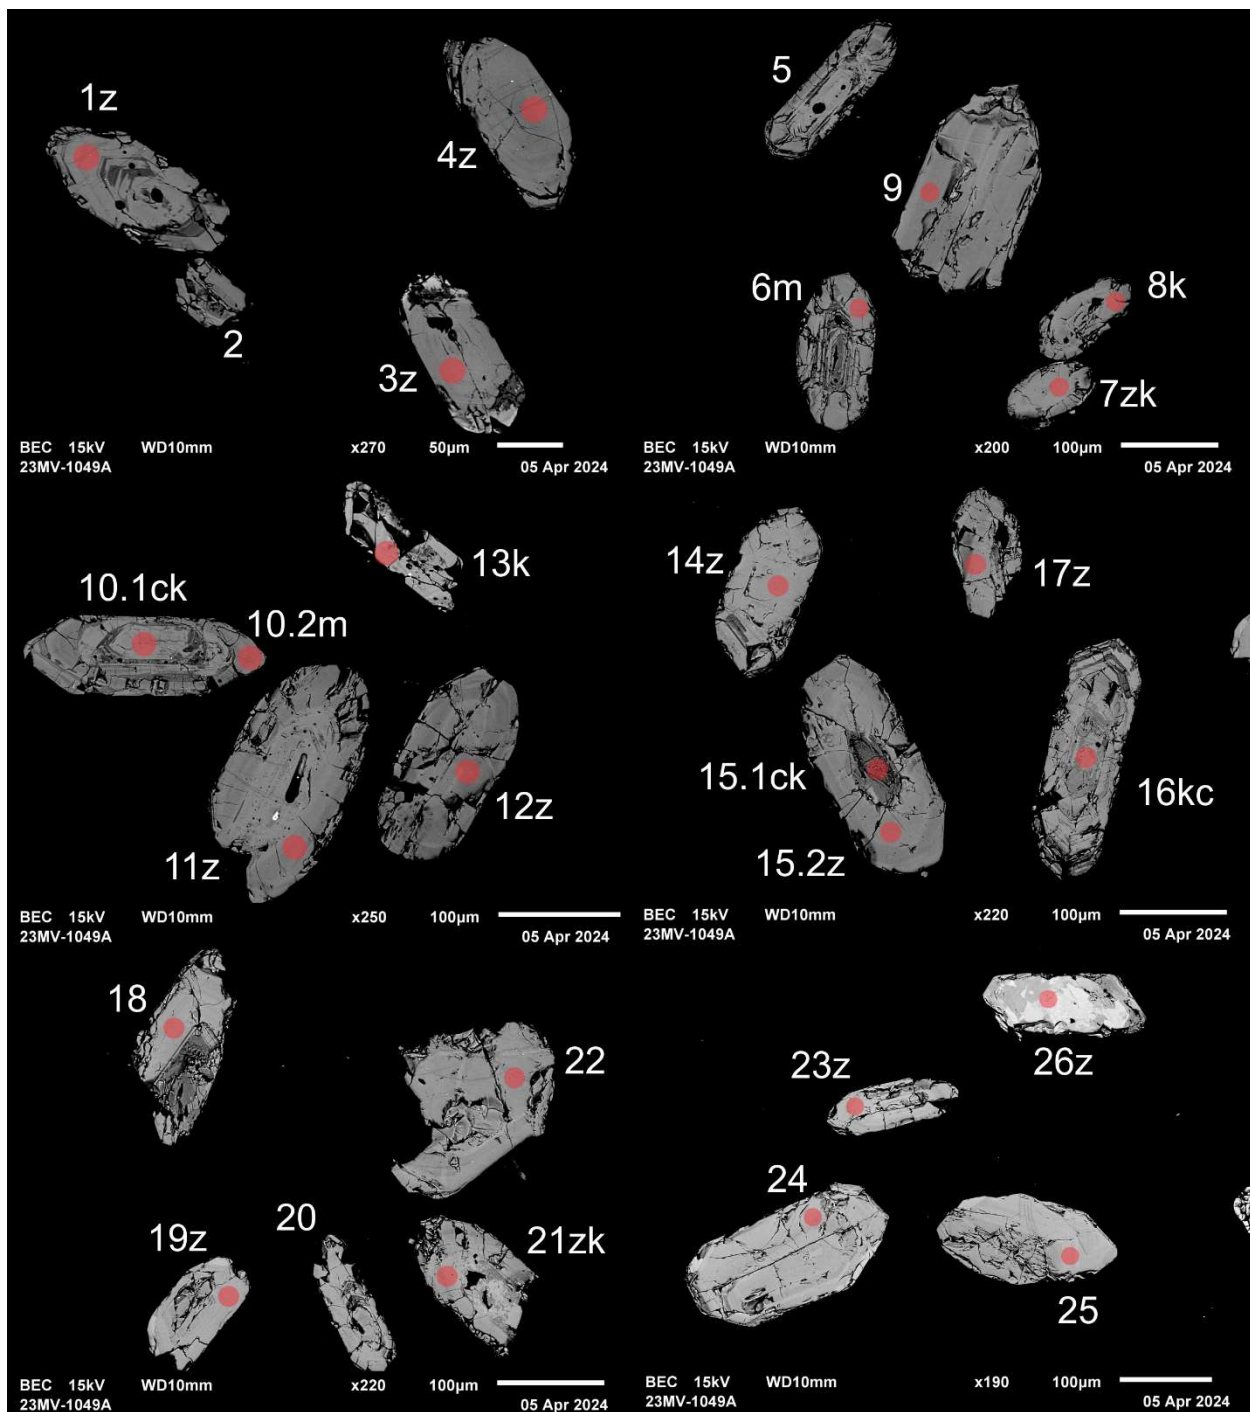 1z
4z
2
3z
BEC 15kV WD10mm x270 50µm
23MV-1049A 05 Apr 2024
5
9
6m
8k
7zk
BEC 15kV WD10mm x200 100µm
23MV-1049A 05 Apr 2024
13k
10.1ck
10.2m
12z
11z
BEC 15kV WD10mm x250 100µm
23MV-1049A 05 Apr 2024
14z
17z
15.1ck
16kc
15.2z
BEC 15kV WD10mm x220 100µm
23MV-1049A 05 Apr 2024
18
22
20
19z
21zk
BEC 15kV WD10mm x220 100µm
23MV-1049A 05 Apr 2024
26z
23z
24
25
BEC 15kV WD10mm x190 100µm
23MV-1049A 05 Apr 2024